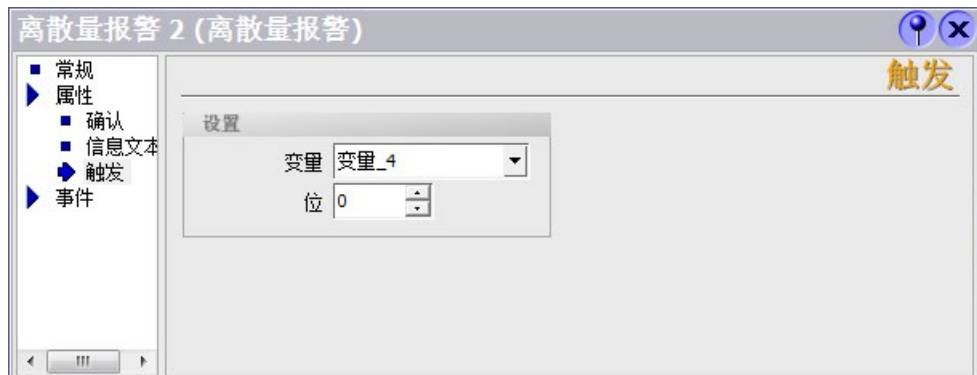 离散量报警 2 (离散量报警)
常规
属性
确认
信息文本
触发
事件
触发
设置
变量 变量_4
位 0